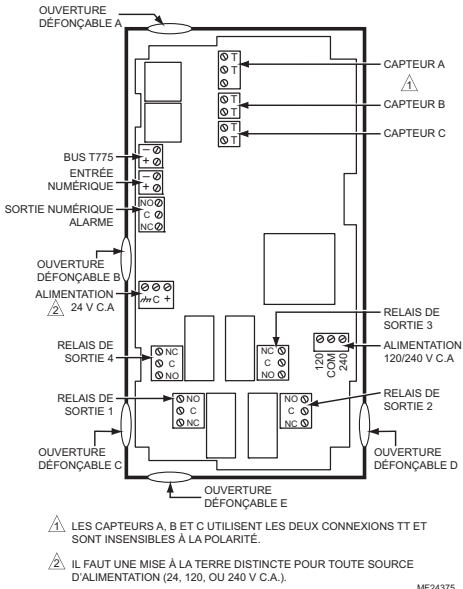 OUVERTURE
DÉFONÇABLE A
CAPTEUR A
1
CAPTEUR B
CAPTEUR C
T
T
T
T
T
T
BUS T775
– +
ENTRÉE
NUMÉRIQUE
– +
SORTIE NUMÉRIQUE
ALARME
NO
C
NC
OUVERTURE
DÉFONÇABLE B
ALIMENTATION
2 24 V C.A
C +
RELAIS DE
SORTIE 3
RELAIS DE
SORTIE 4
NC
C
NO
NC
C
NO
120
COM
240
ALIMENTATION
120/240 V C.A
RELAIS DE
SORTIE 1
NO
C
NC
NO
C
NC
RELAIS DE
SORTIE 2
OUVERTURE
DÉFONÇABLE C
OUVERTURE
DÉFONÇABLE D
OUVERTURE
DÉFONÇABLE E
1 LES CAPTEURS A, B ET C UTILISENT LES DEUX CONNEXIONS TT ET
SONT INSENSIBLES À LA POLARITÉ.
2 IL FAUT UNE MISE À LA TERRE DISTINCTE POUR TOUTE SOURCE
D'ALIMENTATION (24, 120, OU 240 V C.A.).
MF24375